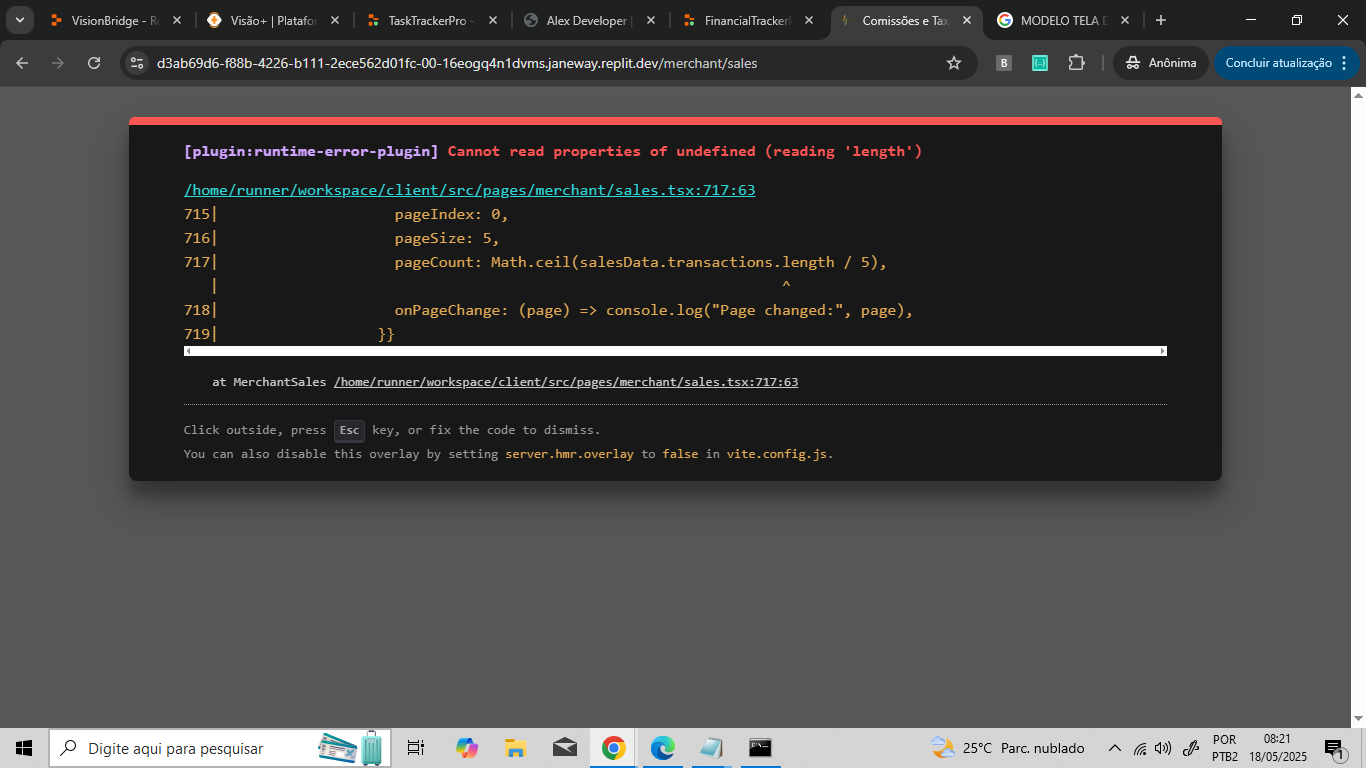 VisionBridge - Re
Visão+ | Platafor
TaskTrackerPro -
Alex Developer |
FinancialTrackerP
Comissões e Tax
MODELO TELA D
d3ab69d6-f88b-4226-b111-2ece562d01fc-00-16eogq4n1dvms.janeway.replit.dev/merchant/sales
B
{...}
Anônima
Concluir atualização
[plugin:runtime-error-plugin] Cannot read properties of undefined (reading 'length')
/home/runner/workspace/client/src/pages/merchant/sales.tsx:717:63
715| pageIndex: 0,
716| pageSize: 5,
717| pageCount: Math.ceil(salesData.transactions.length / 5),
| ^
718| onPageChange: (page) => console.log("Page changed:", page),
719| }}
at MerchantSales /home/runner/workspace/client/src/pages/merchant/sales.tsx:717:63
Click outside, press Esc key, or fix the code to dismiss.
You can also disable this overlay by setting server.hmr.overlay to false in vite.config.js.
Digite aqui para pesquisar
25°C Parc. nublado
POR
PTB2
08:21
18/05/2025
1